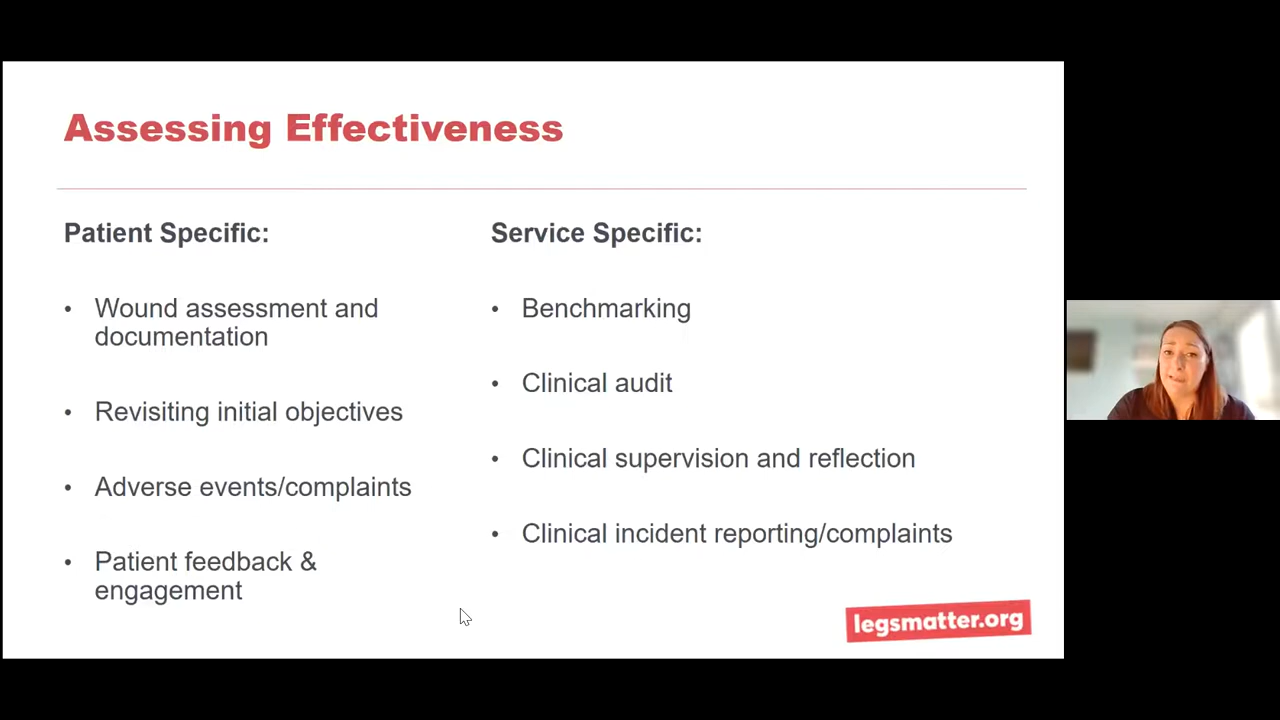 Assessing Effectiveness
Patient Specific:
• Wound assessment and
documentation
• Revisiting initial objectives
• Adverse events/complaints
• Patient feedback &
engagement
Service Specific:
• Benchmarking
• Clinical audit
• Clinical supervision and reflection
• Clinical incident reporting/complaints
legsmatter.org